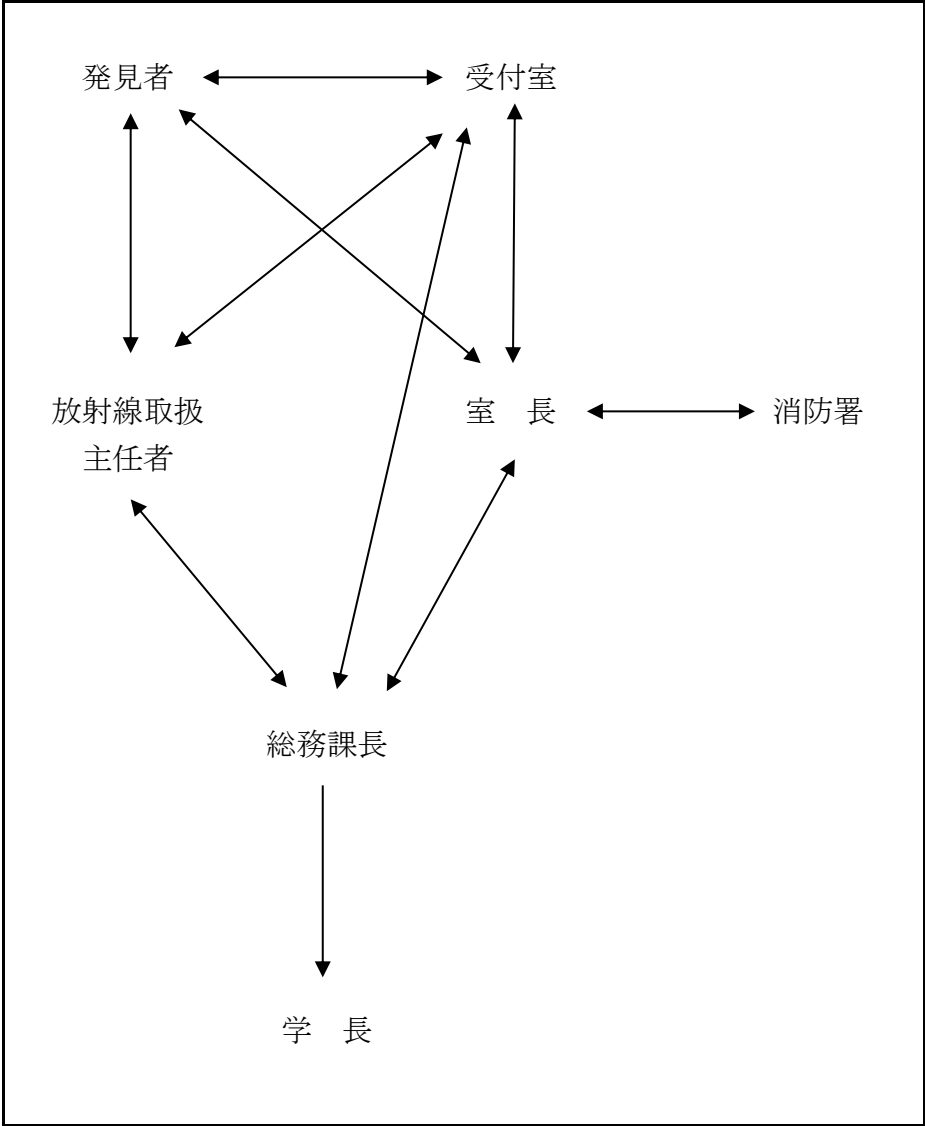 発見者
受付室
放射線取扱
主任者
室　長
消防署
総務課長
学　長